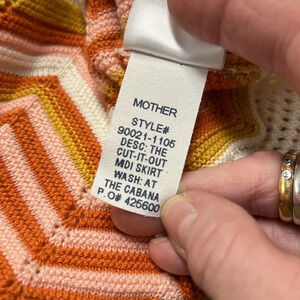 MOTHER
STYLE#
90021-1105
DESC: THE
CUT-IT-OUT
MIDI SKIRT
WASH: AT
THE CABANA
P.O# 425600